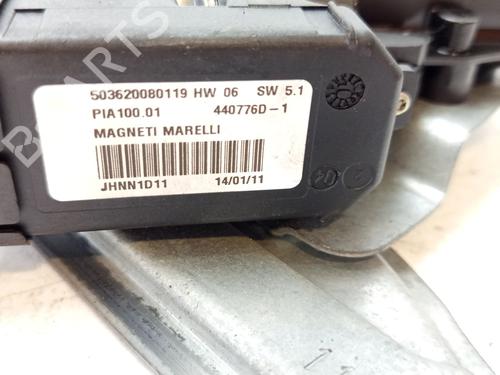 503620080119 HW 06 SW 5.1
PIA100.01 440776D-1
MAGNETI MARELLI
JHNN1D11 14/01/11